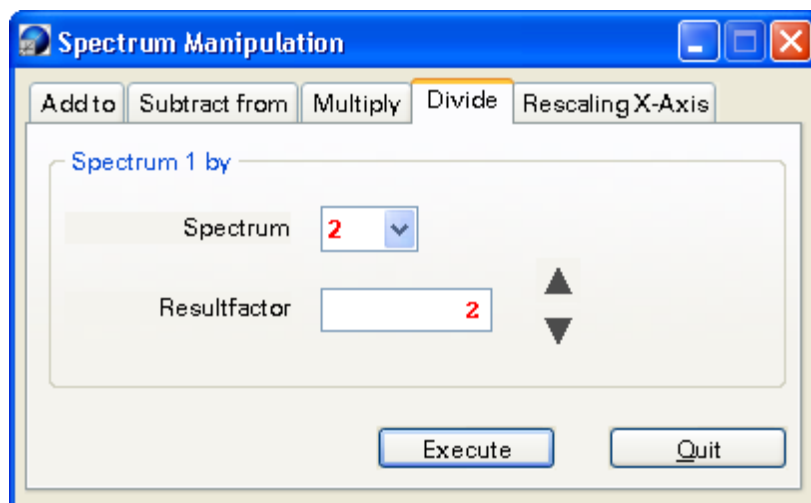 Spectrum Manipulation
Add to Subtract from Multiply Divide Rescaling X-Axis
Spectrum 1 by
Spectrum 2
Resultfactor 2
Execute Quit